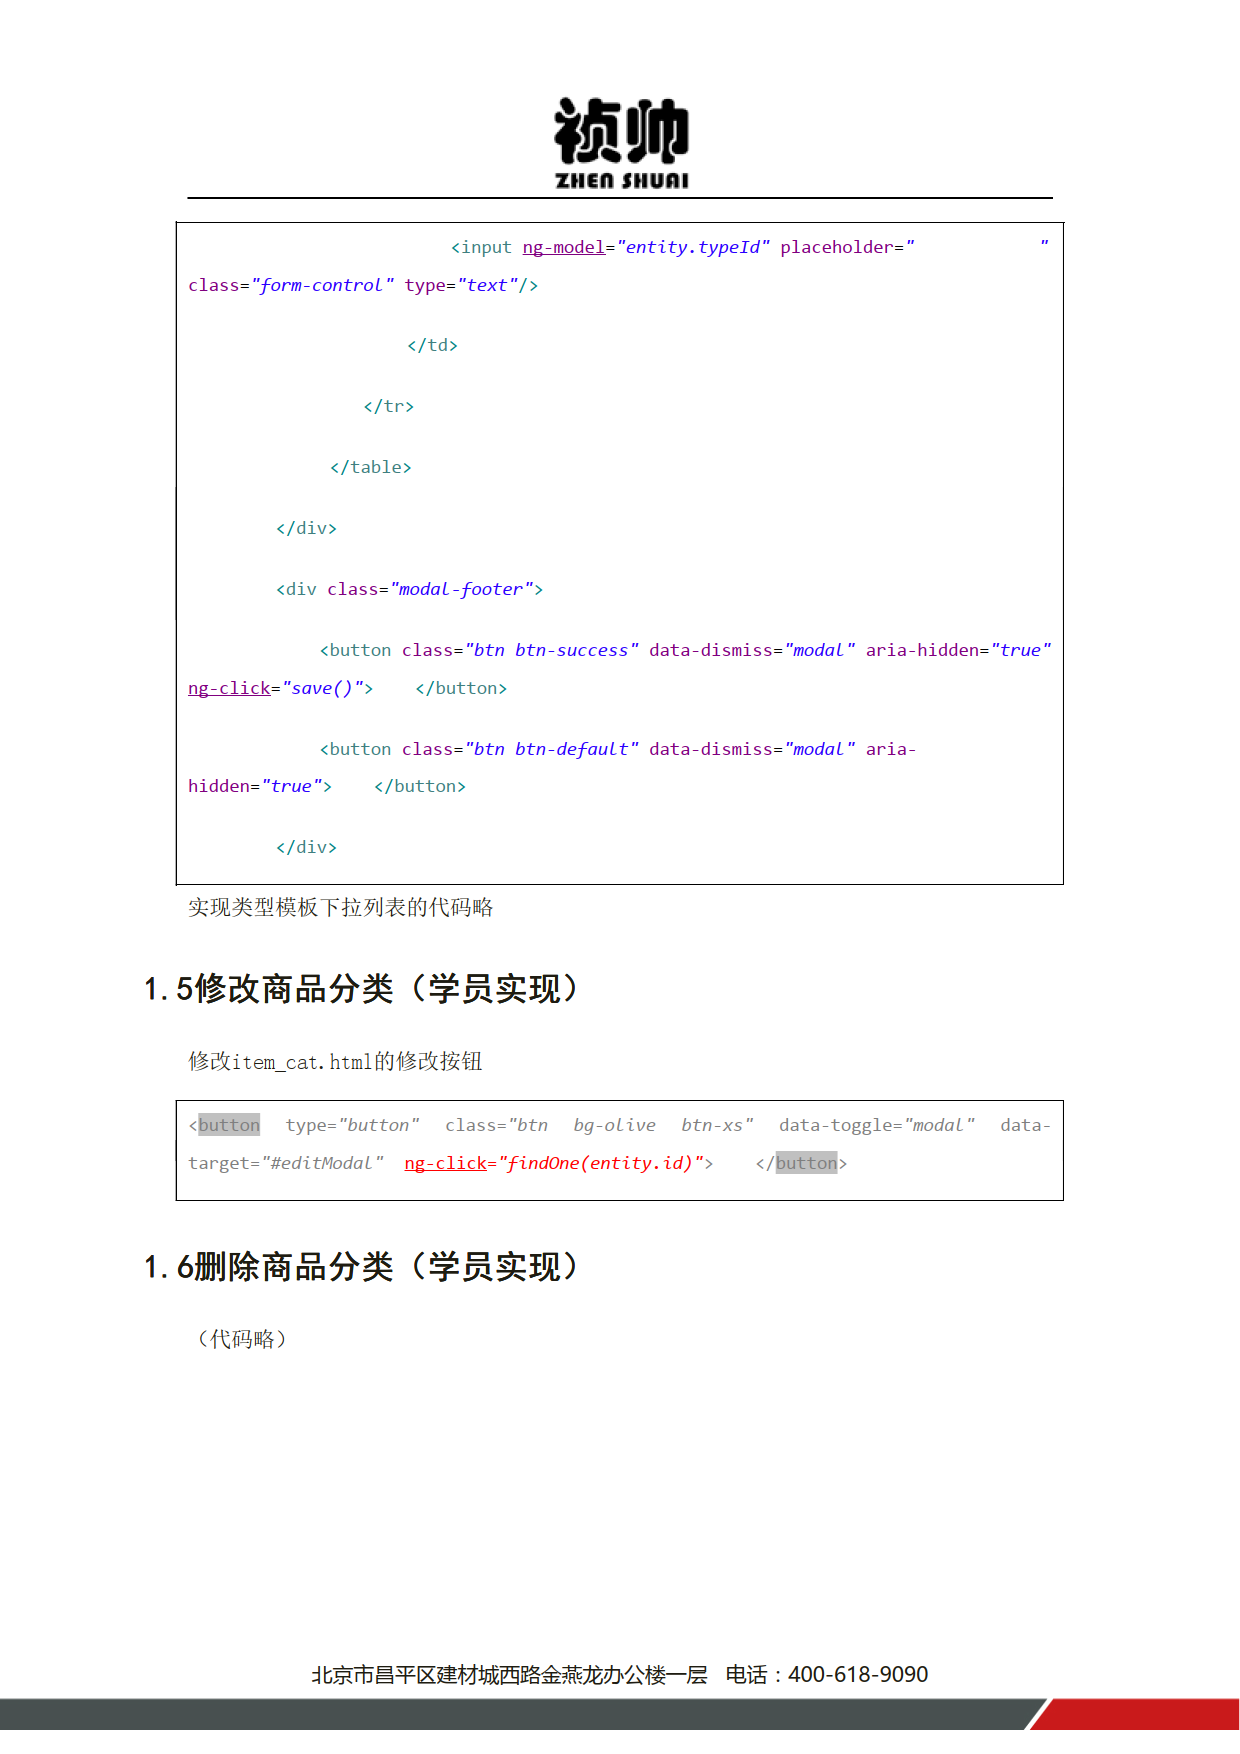 祯帅
ZHEN SHUAI
<input ng-model="entity.typeId" placeholder=" "
class="form-control" type="text"/>
</td>
</tr>
</table>
</div>
<div class="modal-footer">
<button class="btn btn-success" data-dismiss="modal" aria-hidden="true"
ng-click="save()"> </button>
<button class="btn btn-default" data-dismiss="modal" aria-
hidden="true"> </button>
</div>
实现类型模板下拉列表的代码略
1.5修改商品分类（学员实现）
修改item_cat.html的修改按钮
<button type="button" class="btn bg-olive btn-xs" data-toggle="modal" data-
target="#editModal" ng-click="findOne(entity.id)"> </button>
1.6删除商品分类（学员实现）
（代码略）
北京市昌平区建材城西路金燕龙办公楼一层 电话：400-618-9090